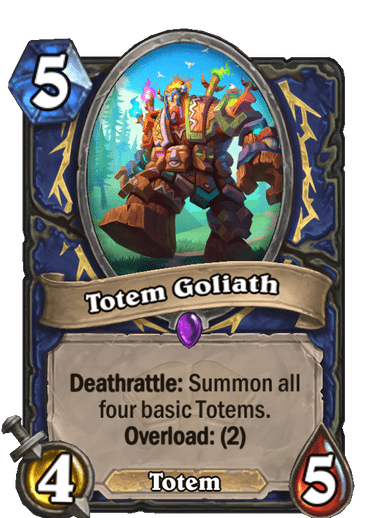 5
Totem Goliath
Deathrattle: Summon all
four basic Totems.
Overload: (2)
4
Totem
5